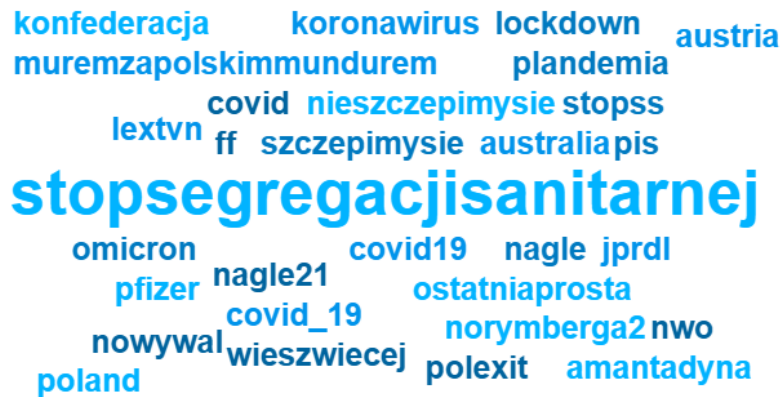 konfederacja koronawirus lockdown austria
muremzapolskimmundurem plandemia
covid nieszczepimysie stopss
lextvn ff szczepimysie australia pis
stopsegregacjisanitarnej
omicron covid19 nagle jprdl
pfizer nagle21 ostatniaprosta
covid_19 norymberga2 nwo
nowywal wieszwiecej polexit amantadyna
poland